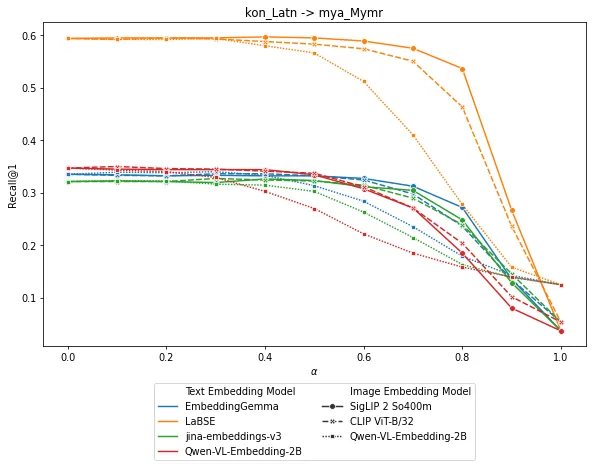 kon_Latn -> mya_Mymr
Recall@1
0.6
0.5
0.4
0.3
0.2
0.1
0.0 0.2 0.4 0.6 0.8 1.0
α
Text Embedding Model Image Embedding Model
EmbeddingGemma SigLIP 2 So400m
LaBSE CLIP ViT-B/32
jina-embeddings-v3 Qwen-VL-Embedding-2B
Qwen-VL-Embedding-2B